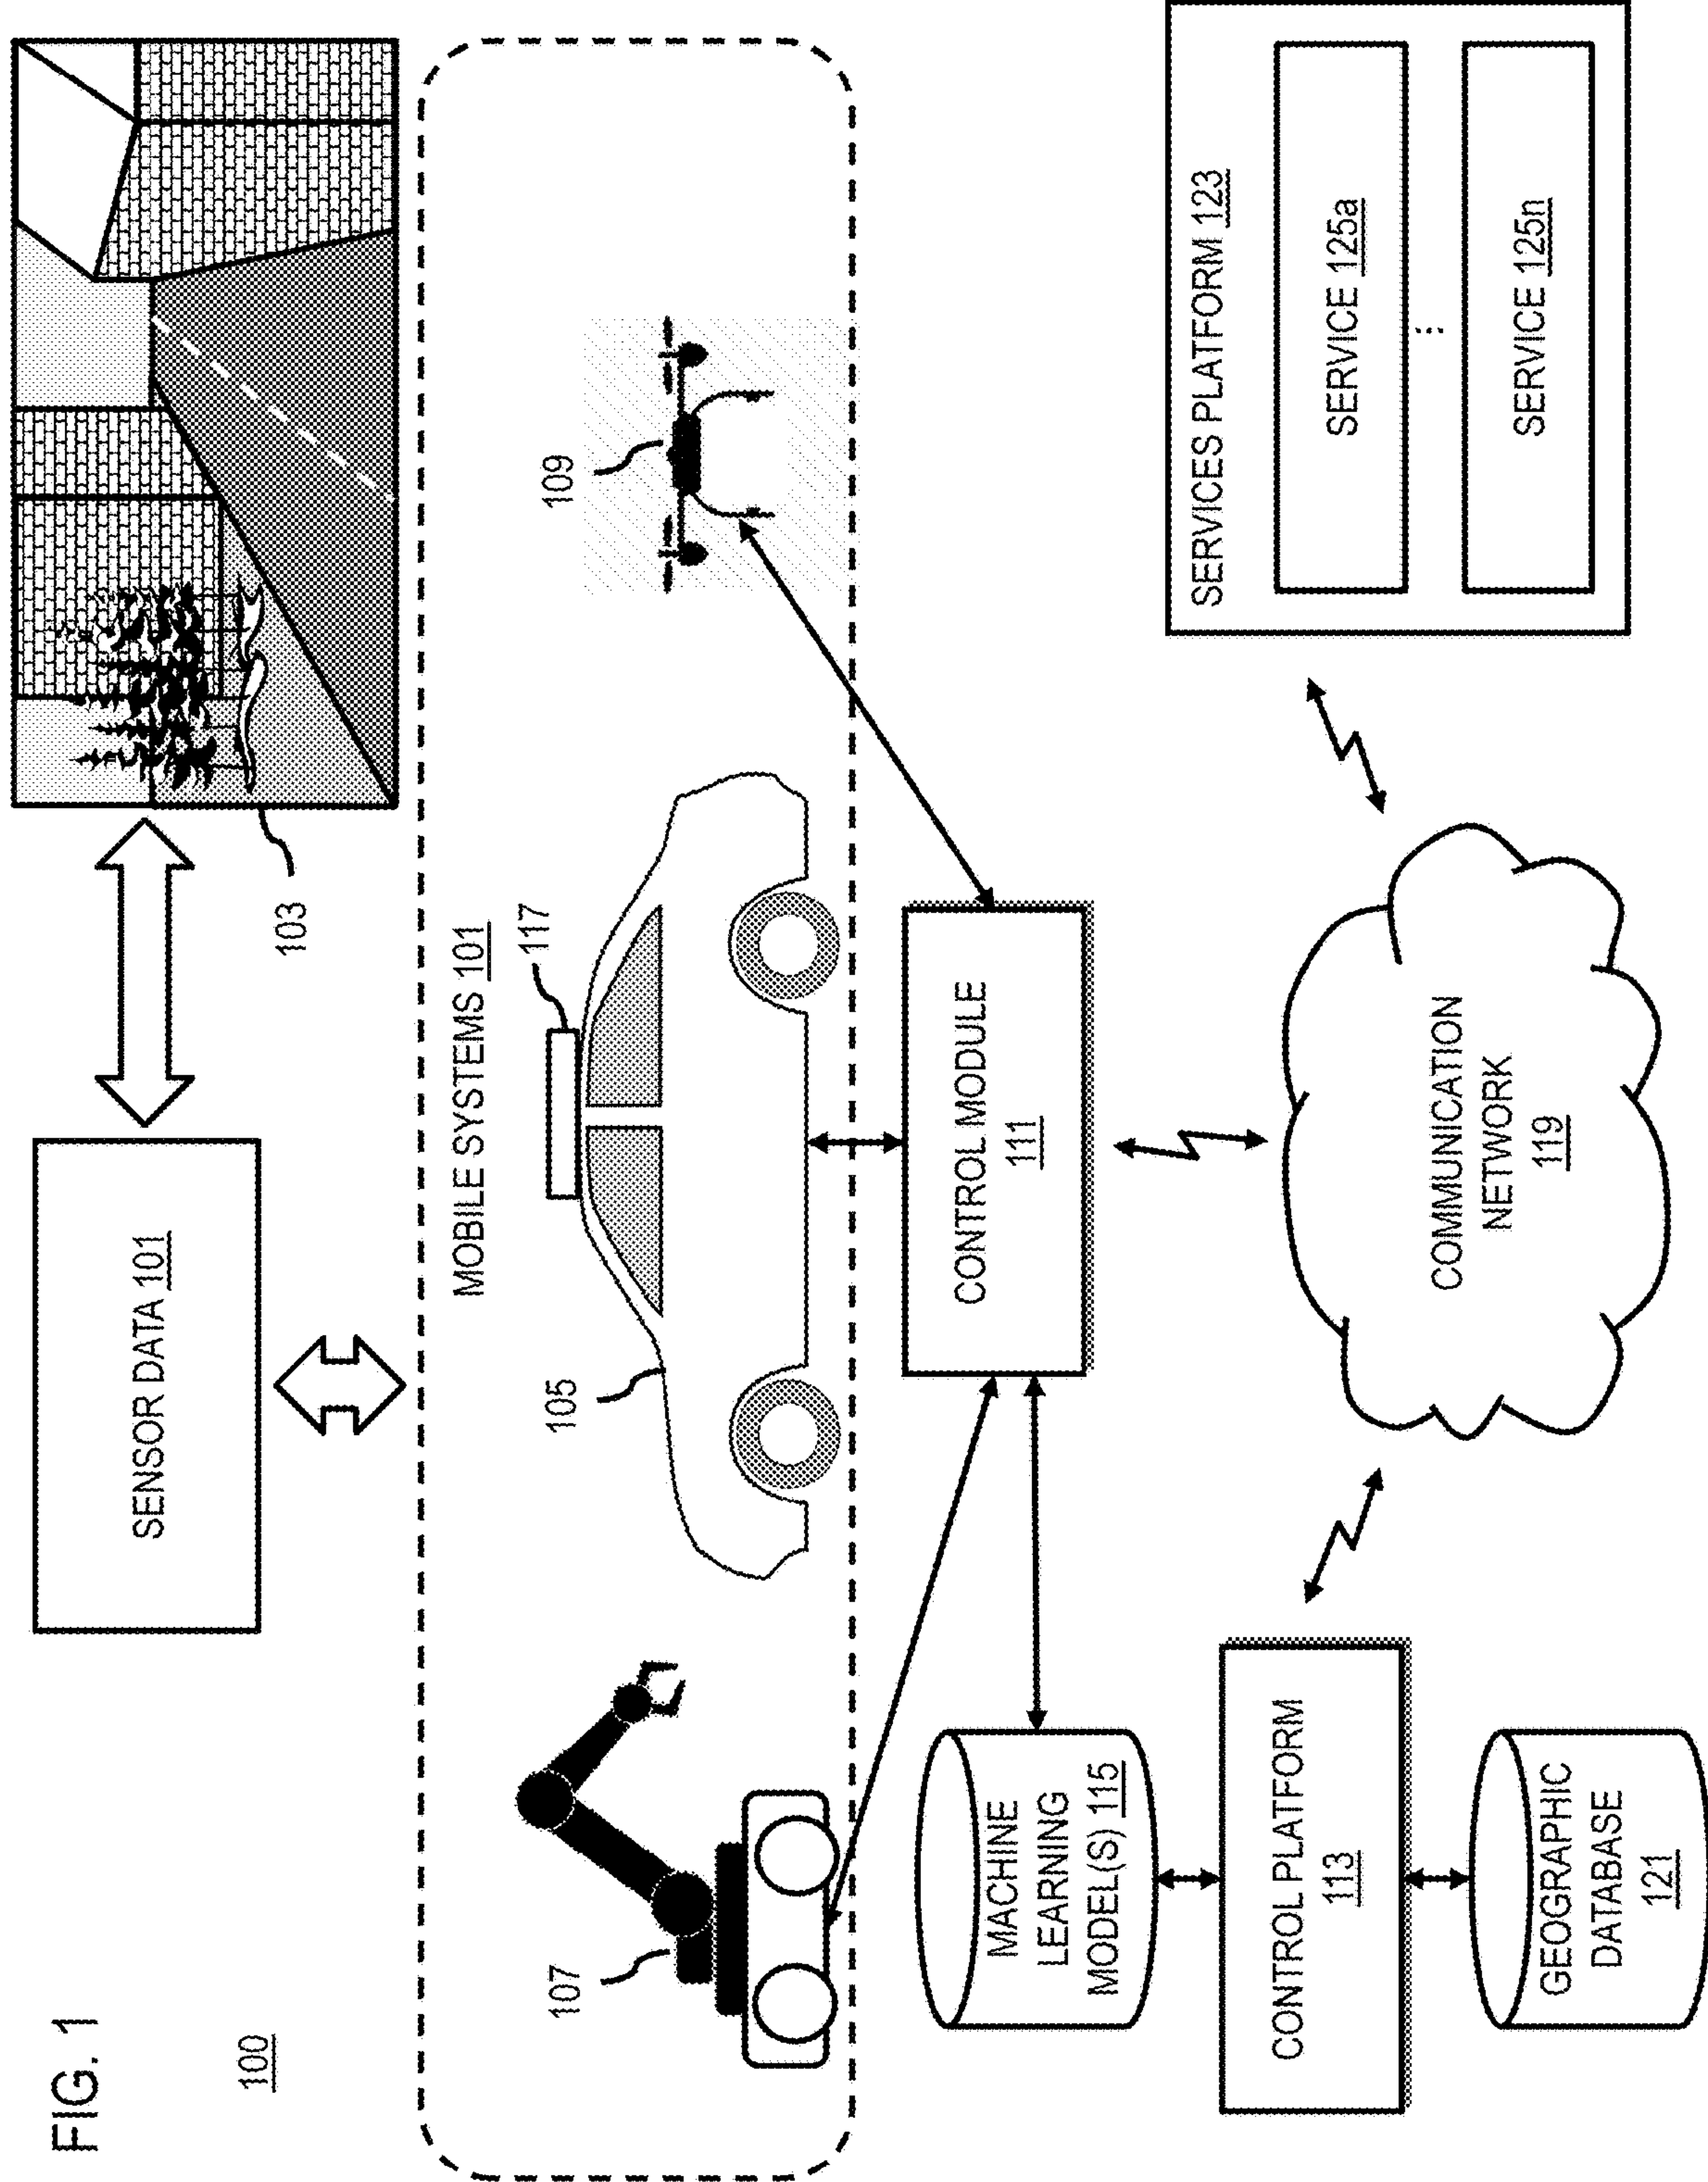 FIG. 1
100
SENSOR DATA 101
103
MOBILE SYSTEMS 101
117
107
105
109
CONTROL MODULE
111
MACHINE
LEARNING
MODEL(S) 115
CONTROL PLATFORM
113
GEOGRAPHIC
DATABASE
121
COMMUNICATION
NETWORK
119
SERVICES PLATFORM 123
SERVICE 125a
...
SERVICE 125n